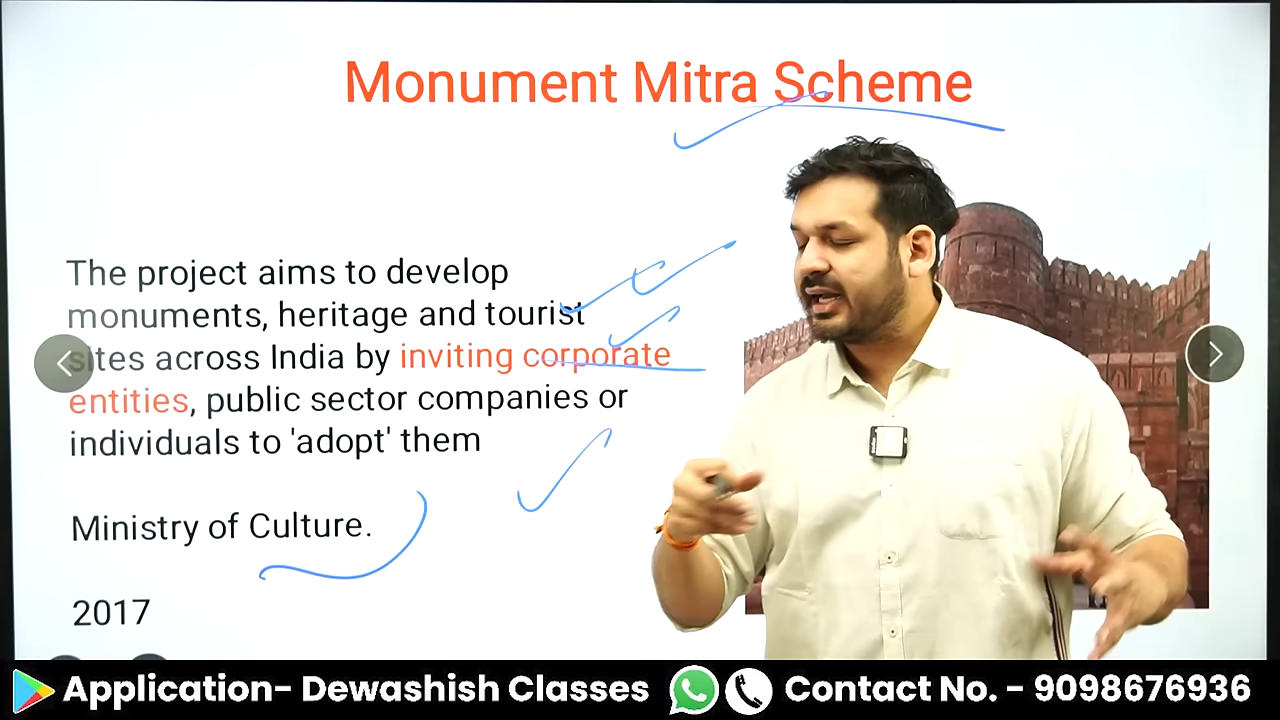 Monument Mitra Scheme
The project aims to develop
monuments, heritage and tourist
sites across India by inviting corporate
entities, public sector companies or
individuals to 'adopt' them
Ministry of Culture.
2017
Application- Dewashish Classes
Contact No. - 9098676936